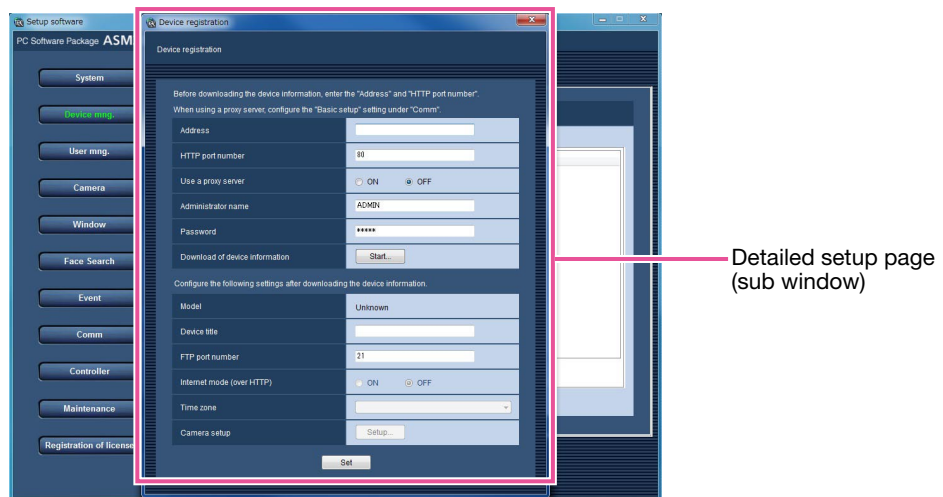 Setup software
PC Software Package ASM
System
Device mng.
User mng.
Camera
Window
Face Search
Event
Comm
Controller
Maintenance
Registration of license
Device registration
Device registration
Before downloading the device information, enter the "Address" and "HTTP port number".
When using a proxy server, configure the "Basic setup" setting under "Comm".
Address
HTTP port number 80
Use a proxy server ON OFF
Administrator name ADMIN
Password *****
Download of device information Start...
Configure the following settings after downloading the device information.
Model Unknown
Device title
FTP port number 21
Internet mode (over HTTP) ON OFF
Time zone
Camera setup Setup...
Set
Detailed setup page
(sub window)